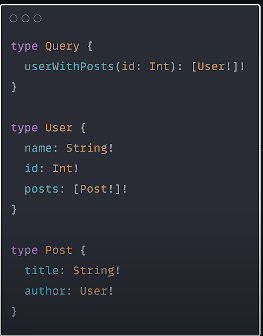 type Query {
  userWithPosts(id: Int): [User!]!
}
type User {
  name: String!
  id: Int!
  posts: [Post!]!
}
type Post {
  title: String!
  author: User!
}